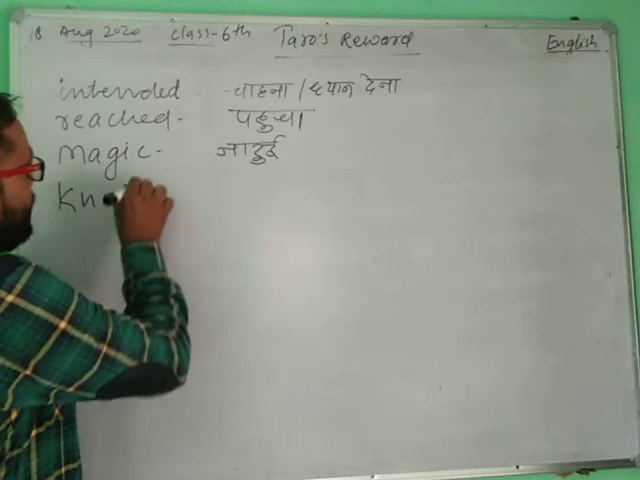 18 Aug 2020 Class-6th Taro's Reward English
intended - चाहना / ध्यान देना
reached - पहुचा
Magic - जादुई
Kn